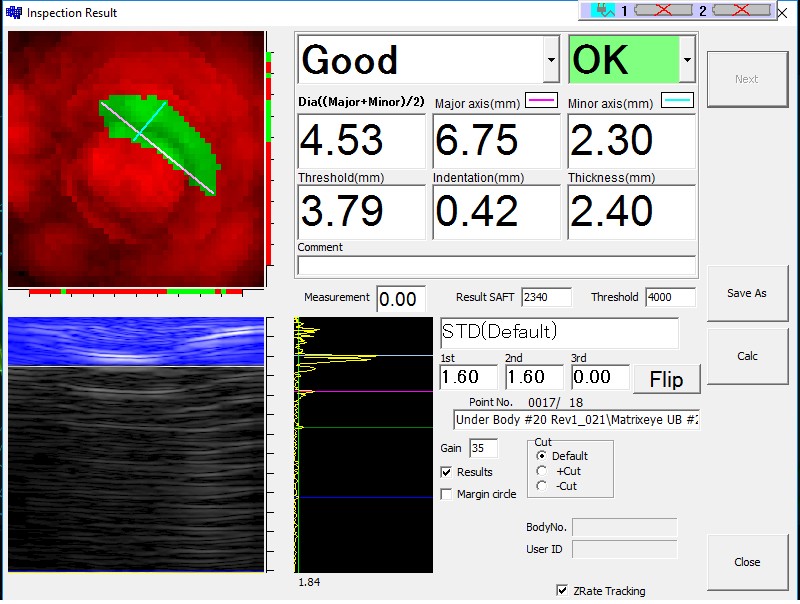 Inspection Result
1 2
Good OK
Next
Dia((Major+Minor)/2) Major axis(mm) Minor axis(mm)
4.53 6.75 2.30
Threshold(mm) Indentation(mm) Thickness(mm)
3.79 0.42 2.40
Comment
Measurement 0.00 Result SAFT 2340 Threshold 4000
Save As
STD(Default)
Calc
1st 2nd 3rd
1.60 1.60 0.00 Flip
Point No. 0017/ 18
Under Body #20 Rev1_021\Matrixeye UB #2
Gain 35
Cut
Default
Results
+Cut
-Cut
Margin circle
BodyNo.
User ID
Close
1.84
ZRate Tracking